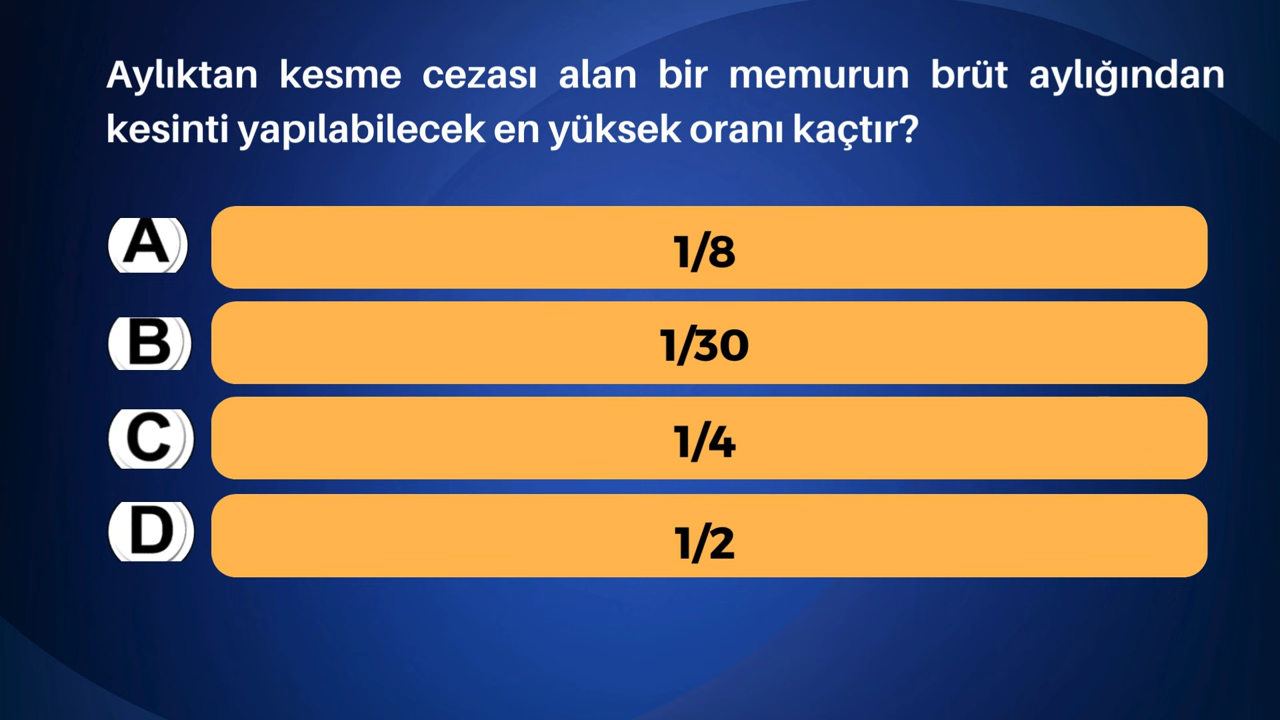 Aylıktan kesme cezası alan bir memurun brüt aylığından
kesinti yapılabilecek en yüksek oranı kaçtır?
A 1/8
B 1/30
C 1/4
D 1/2